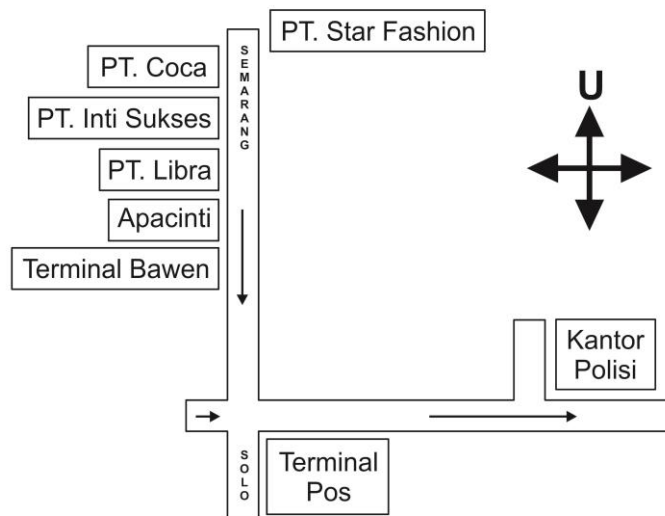 PT. Star Fashion
SEMARANG
PT. Coca
PT. Inti Sukses
PT. Libra
Apacinti
Terminal Bawen
U
Kantor
Polisi
SOLO
Terminal
Pos